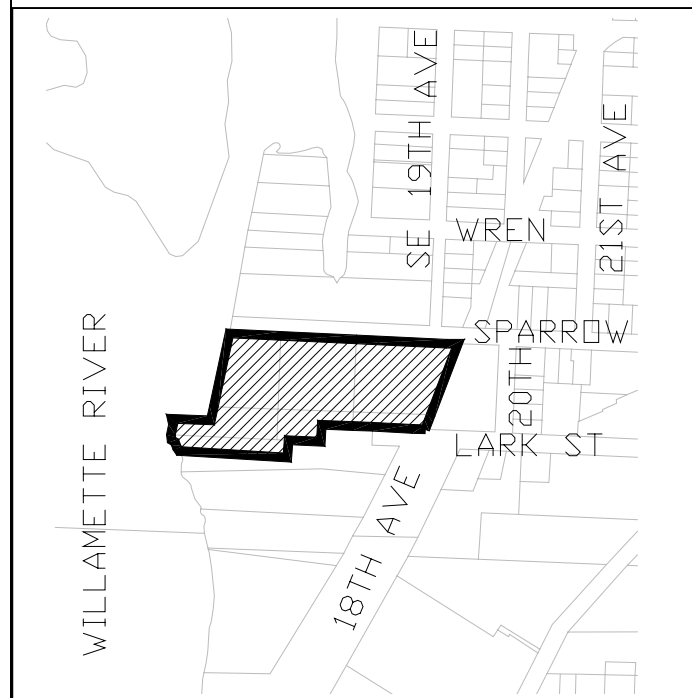 SE 19TH AVE
21ST AVE
WREN
SPARROW
20TH
LARK ST
18TH AVE
WILLAMETTE RIVER